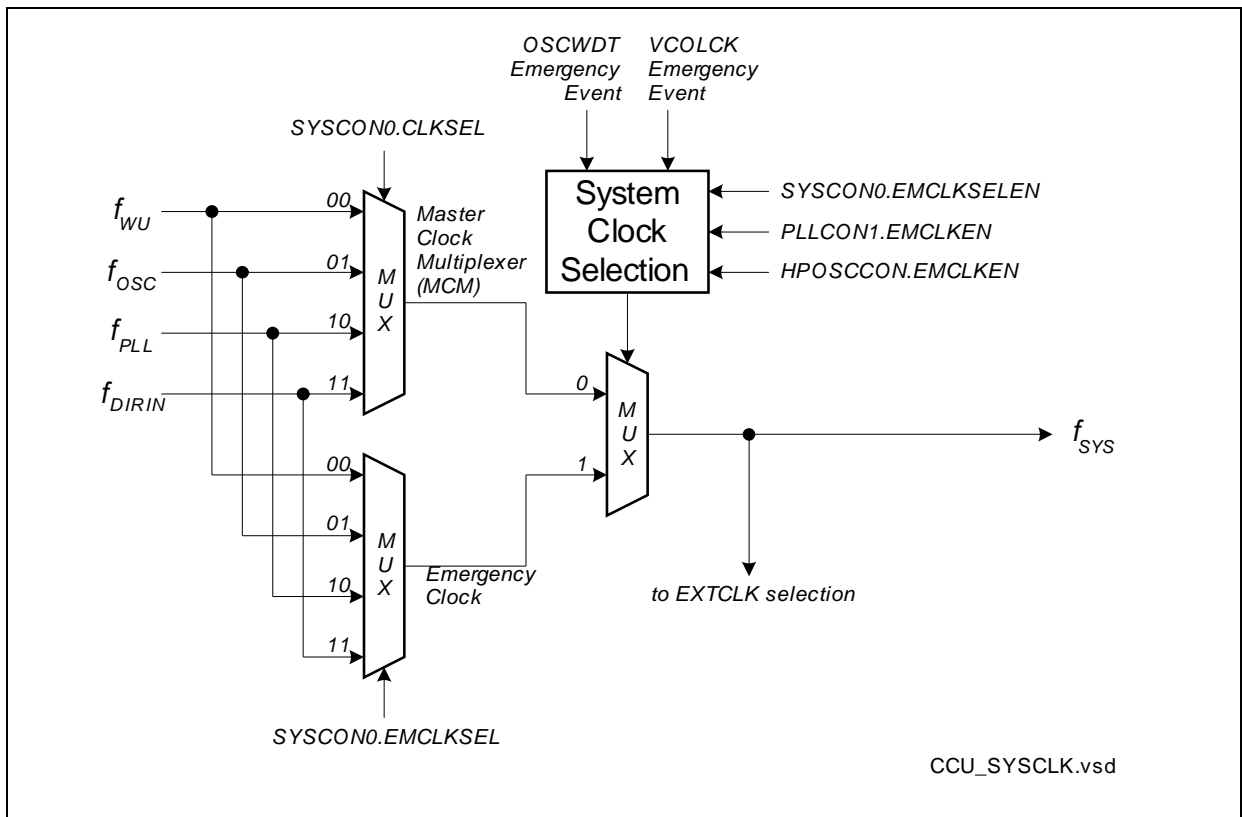 OSCWDT
Emergency
Event
VCOLCK
Emergency
Event
SYSCON0.CLKSEL
System
Clock
Selection
SYSCON0.EMCLKSELEN
PLLCON1.EMCLKEN
HPOSCCON.EMCLKEN
fWU
fOSC
fPLL
fDIRIN
00
01
10
11
M
U
X
Master
Clock
Multiplexer
(MCM)
0
1
M
U
X
fSYS
00
01
10
11
M
U
X
Emergency
Clock
to EXTCLK selection
SYSCON0.EMCLKSEL
CCU_SYSCLK.vsd